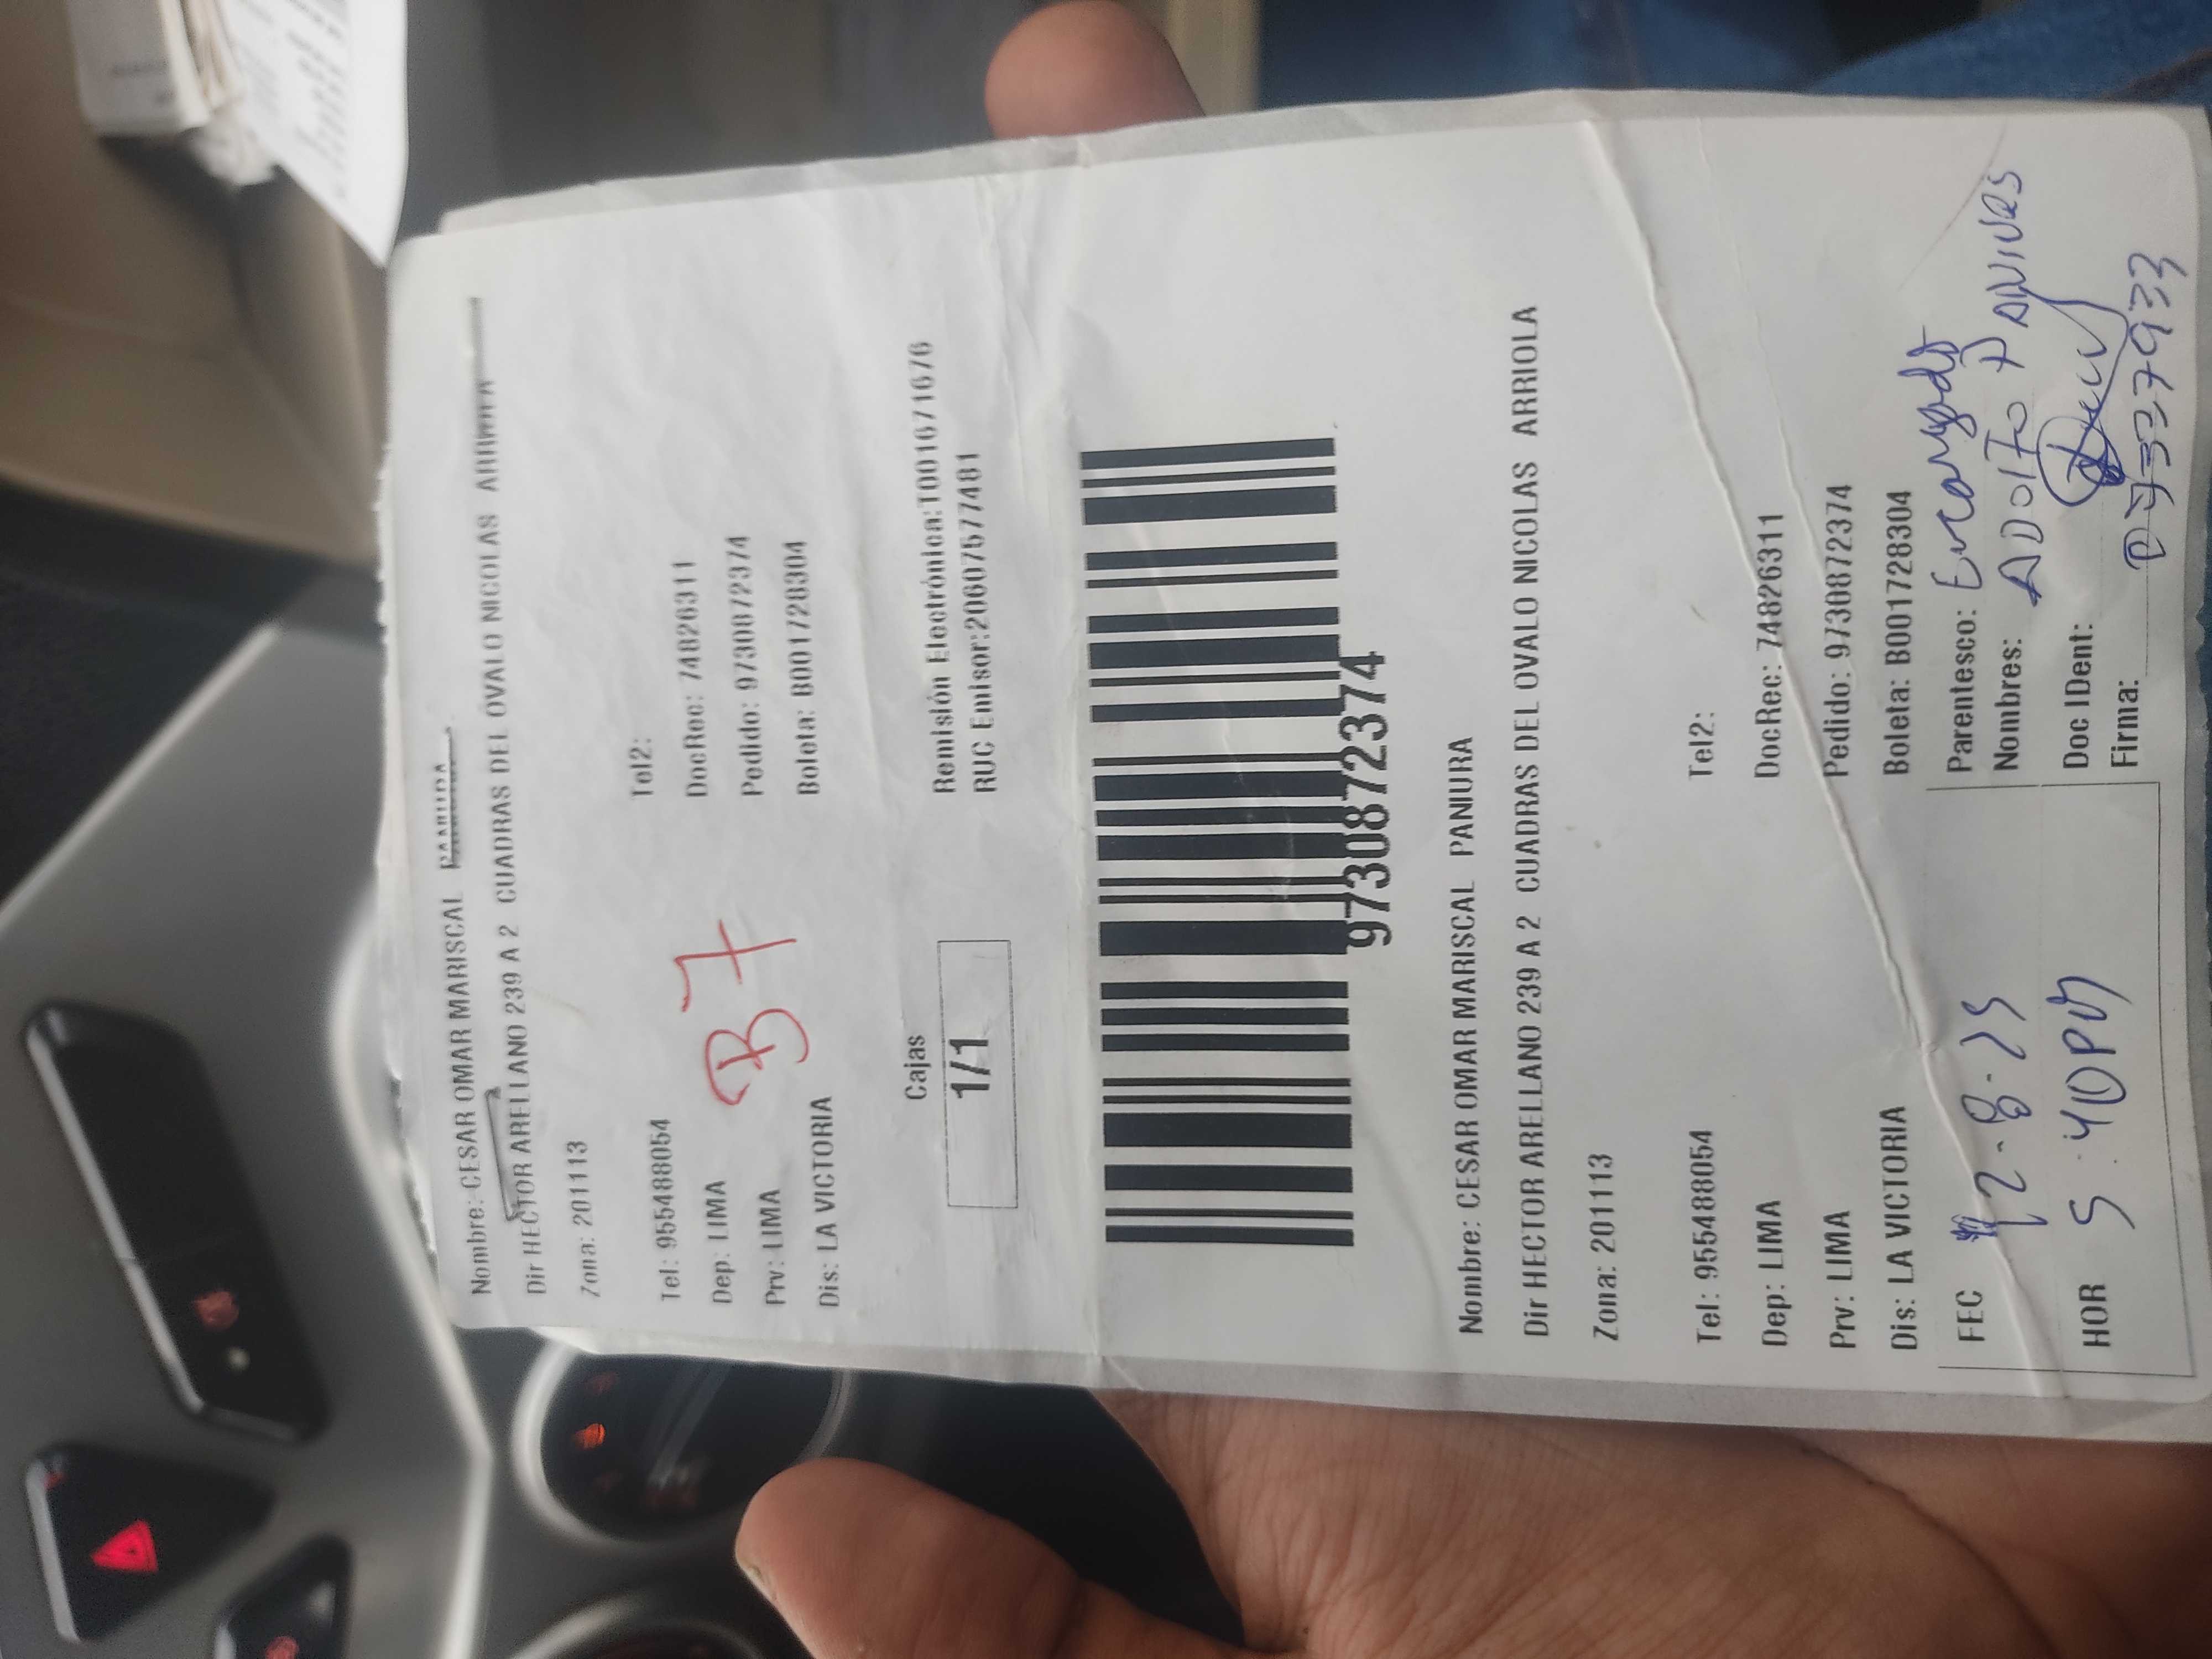 Nombre: CESAR OMAR MARISCAL PANIURA
Dir HECTOR ARELLANO 239 A 2 CUADRAS DEL OVALO NICOLAS ARRIOLA
Zona: 201113
Tel: 955488054 Tel2:
Dep: LIMA DocRec: 74826311
Prv: LIMA Pedido: 9730872374
Dis: LA VICTORIA Boleta: B001728304
B7
Cajas
1/1
Remisión Electrónica:T001671676
RUC Emisor:20607577481
9730872374
Nombre: CESAR OMAR MARISCAL PANIURA
Dir HECTOR ARELLANO 239 A 2 CUADRAS DEL OVALO NICOLAS ARRIOLA
Zona: 201113
Tel: 955488054 Tel2:
Dep: LIMA DocRec: 74826311
Prv: LIMA Pedido: 9730872374
Dis: LA VICTORIA Boleta: B001728304
FEC 12-8-25 Parentesco: Encargado
Nombres: ADOLFO
HOR 5:40PM Doc IDent:
Firma: